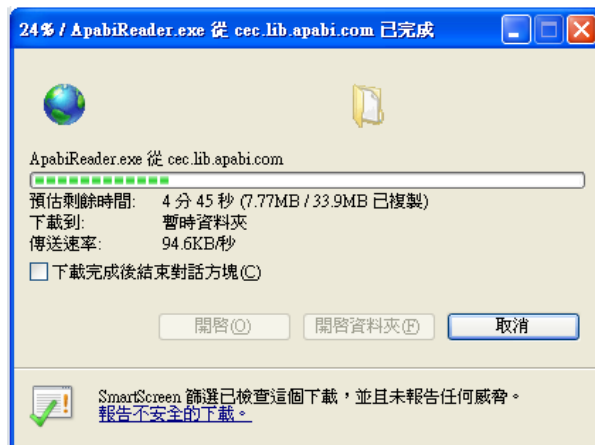 24% / ApabiReader.exe 從 cec.lib.apabi.com 已完成
ApabiReader.exe 從 cec.lib.apabi.com
預估剩餘時間: 4 分 45 秒 (7.77MB / 33.9MB 已複製)
下載到: 暫時資料夾
傳送速率: 94.6KB/秒
下載完成後結束對話方塊(C)
開啓(O) 開啓資料夾(F) 取消
SmartScreen 篩選已檢查這個下載，並且未報告任何威脅。
報告不安全的下載。